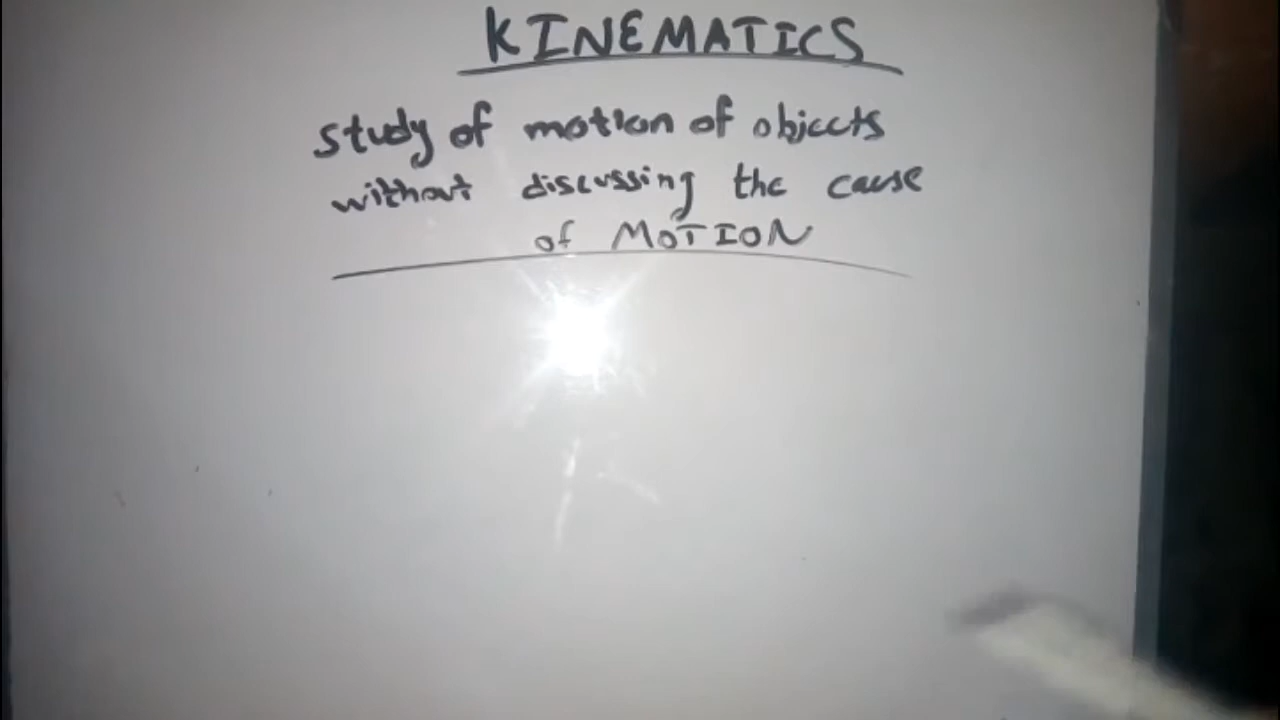 KINEMATICS
study of motion of objects
without discussing the cause
of MOTION